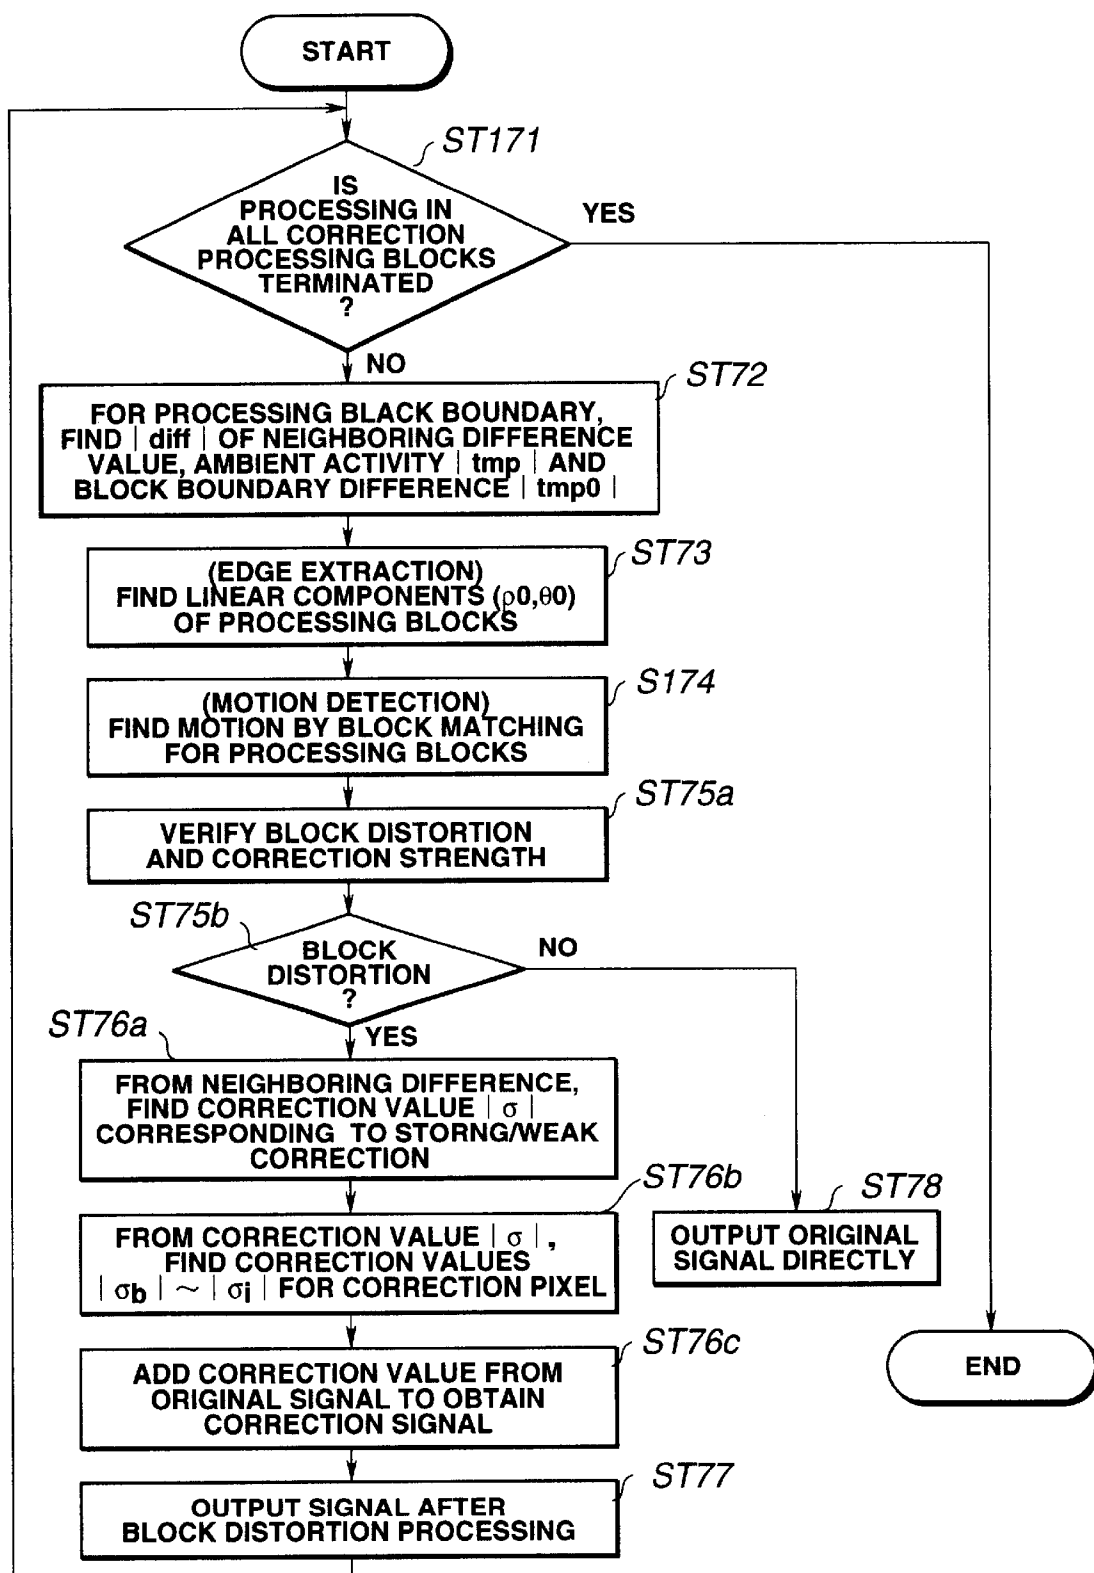 START
ST171
IS
PROCESSING IN
ALL CORRECTION
PROCESSING BLOCKS
TERMINATED
?
YES
NO
ST72
FOR PROCESSING BLACK BOUNDARY,
FIND | diff | OF NEIGHBORING DIFFERENCE
VALUE, AMBIENT ACTIVITY | tmp | AND
BLOCK BOUNDARY DIFFERENCE | tmp0 |
ST73
(EDGE EXTRACTION)
FIND LINEAR COMPONENTS (ρ0,θ0)
OF PROCESSING BLOCKS
S174
(MOTION DETECTION)
FIND MOTION BY BLOCK MATCHING
FOR PROCESSING BLOCKS
ST75a
VERIFY BLOCK DISTORTION
AND CORRECTION STRENGTH
ST75b
BLOCK
DISTORTION
?
NO
YES
ST76a
FROM NEIGHBORING DIFFERENCE,
FIND CORRECTION VALUE | σ |
CORRESPONDING TO STORNG/WEAK
CORRECTION
ST76b
FROM CORRECTION VALUE | σ | ,
FIND CORRECTION VALUES
| σb | ~ | σi | FOR CORRECTION PIXEL
ST78
OUTPUT ORIGINAL
SIGNAL DIRECTLY
ST76c
ADD CORRECTION VALUE FROM
ORIGINAL SIGNAL TO OBTAIN
CORRECTION SIGNAL
END
ST77
OUTPUT SIGNAL AFTER
BLOCK DISTORTION PROCESSING